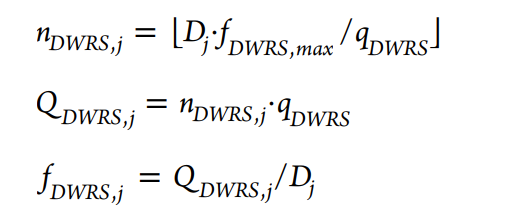 n_{DWRS,j} = ⌊D_j·f_{DWRS,max}/q_{DWRS}⌋
Q_{DWRS,j} = n_{DWRS,j}·q_{DWRS}
f_{DWRS,j} = Q_{DWRS,j}/D_j